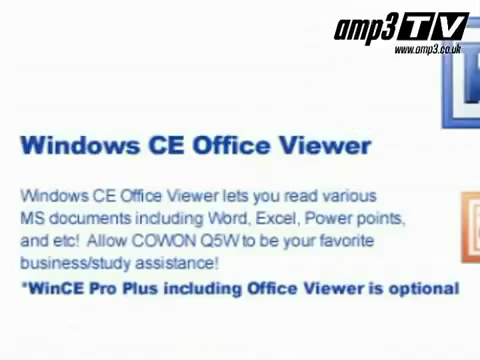 amp3TV
www.amp3.co.uk
Windows CE Office Viewer
Windows CE Office Viewer lets you read various
MS documents including Word, Excel, Power points,
and etc! Allow COWON Q5W to be your favorite
business/study assistance!
*WinCE Pro Plus including Office Viewer is optional